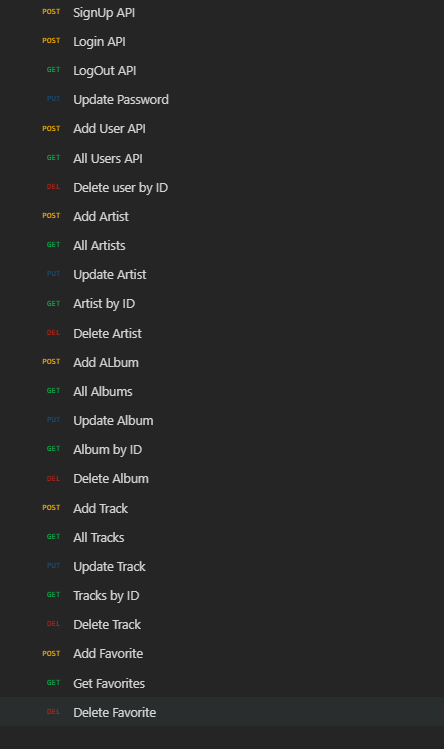 POST SignUp API
POST Login API
GET LogOut API
PUT Update Password
POST Add User API
GET All Users API
DEL Delete user by ID
POST Add Artist
GET All Artists
PUT Update Artist
GET Artist by ID
DEL Delete Artist
POST Add ALbum
GET All Albums
PUT Update Album
GET Album by ID
DEL Delete Album
POST Add Track
GET All Tracks
PUT Update Track
GET Tracks by ID
DEL Delete Track
POST Add Favorite
GET Get Favorites
DEL Delete Favorite